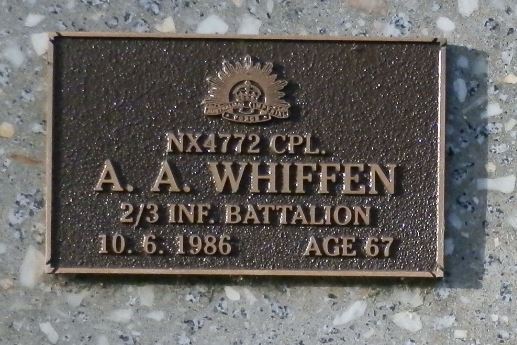 NX4772 CPL.
A. A. WHIFFEN
2/3 INF. BATTALION
10. 6. 1986 AGE 67